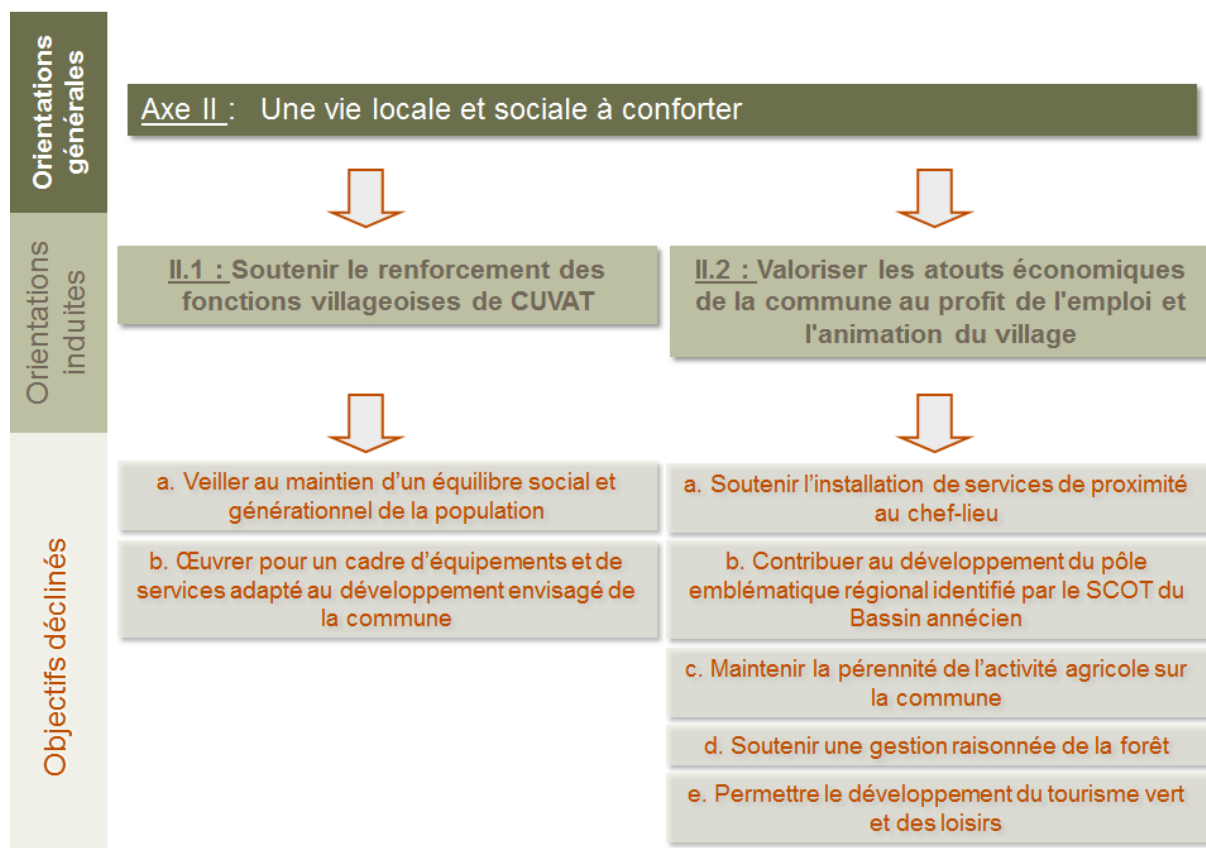 Orientations
générales
Axe II : Une vie locale et sociale à conforter
Orientations
induites
II.1 : Soutenir le renforcement des
fonctions villageoises de CUVAT
II.2 : Valoriser les atouts économiques
de la commune au profit de l'emploi et
l'animation du village
Objectifs déclinés
a. Veiller au maintien d’un équilibre social et
générationnel de la population
b. Œuvrer pour un cadre d’équipements et de
services adapté au développement envisagé de
la commune
a. Soutenir l’installation de services de proximité
au chef-lieu
b. Contribuer au développement du pôle
emblématique régional identifié par le SCOT du
Bassin annécien
c. Maintenir la pérennité de l’activité agricole sur
la commune
d. Soutenir une gestion raisonnée de la forêt
e. Permettre le développement du tourisme vert
et des loisirs